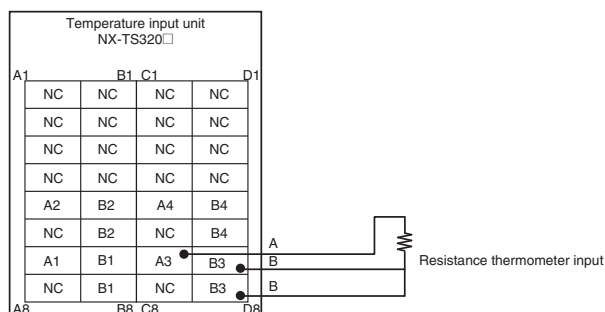 Temperature input unit
NX-TS320□
A1 B1 C1 D1
NC NC NC NC
NC NC NC NC
NC NC NC NC
NC NC NC NC
A2 B2 A4 B4
NC B2 NC B4
A
A1 B1 A3 B3 B Resistance thermometer input
NC B1 NC B3 B
A8 B8 C8 D8